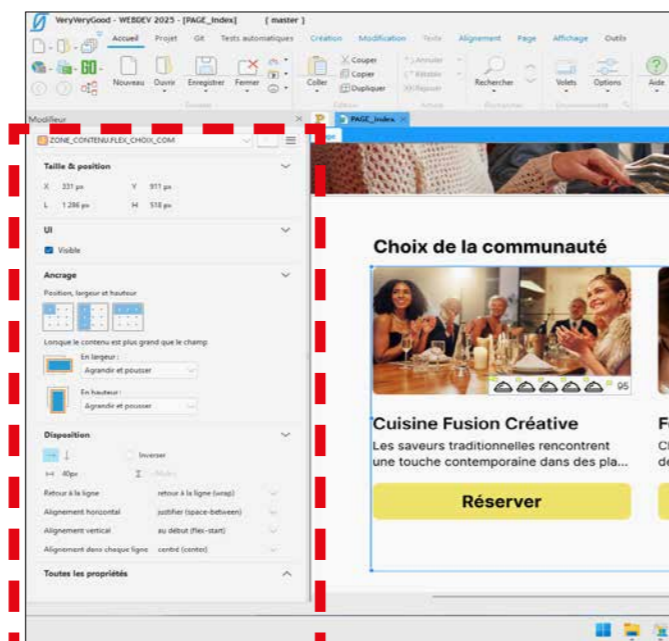 VeryVeryGood - WEBDEV 2025 - [PAGE_Index] ( master )
Accueil Projet Git Tests automatiques Création Modification Texte Alignement Page Affichage Outils
Nouveau Ouvrir Enregistrer Fermer Coller Couper Copier Dupliquer Annuler Rétablir Rechercher Volets Options Aide
GO
Modifieur
PAGE_Index
ZONE_CONTENU.FLEX_CHOIX_COM
Taille & position
X 331 px Y 911 px
L 1 286 px H 518 px
UI
Visible
Ancrage
Position, largeur et hauteur
Lorsque le contenu est plus grand que le champ
En largeur :
Agrandir et pousser
En hauteur :
Agrandir et pousser
Disposition
Inverser
40px
Retour à la ligne retour à la ligne (wrap)
Alignement horizontal justifier (space-between)
Alignement vertical au début (flex-start)
Alignement dans chaque ligne centré (center)
Toutes les propriétés
Choix de la communauté
95
Cuisine Fusion Créative
Les saveurs traditionnelles rencontrent
une touche contemporaine dans des pla...
Réserver